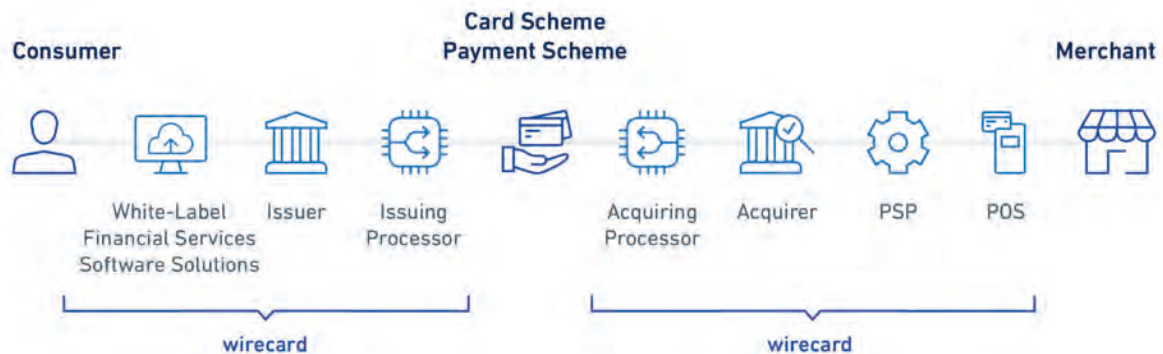 Card Scheme
Consumer Payment Scheme Merchant
White-Label Issuer Issuing Acquiring Acquirer PSP POS
Financial Services Processor Processor
Software Solutions
wirecard wirecard